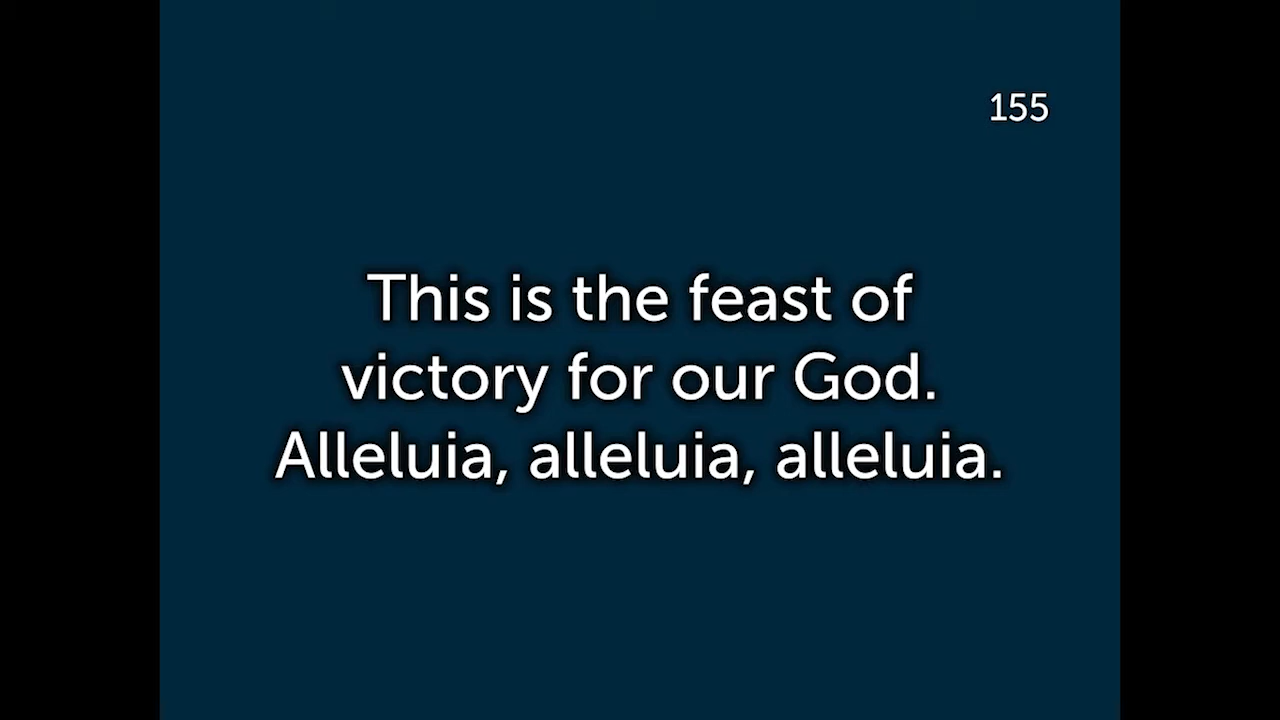 155
This is the feast of
victory for our God.
Alleluia, alleluia, alleluia.